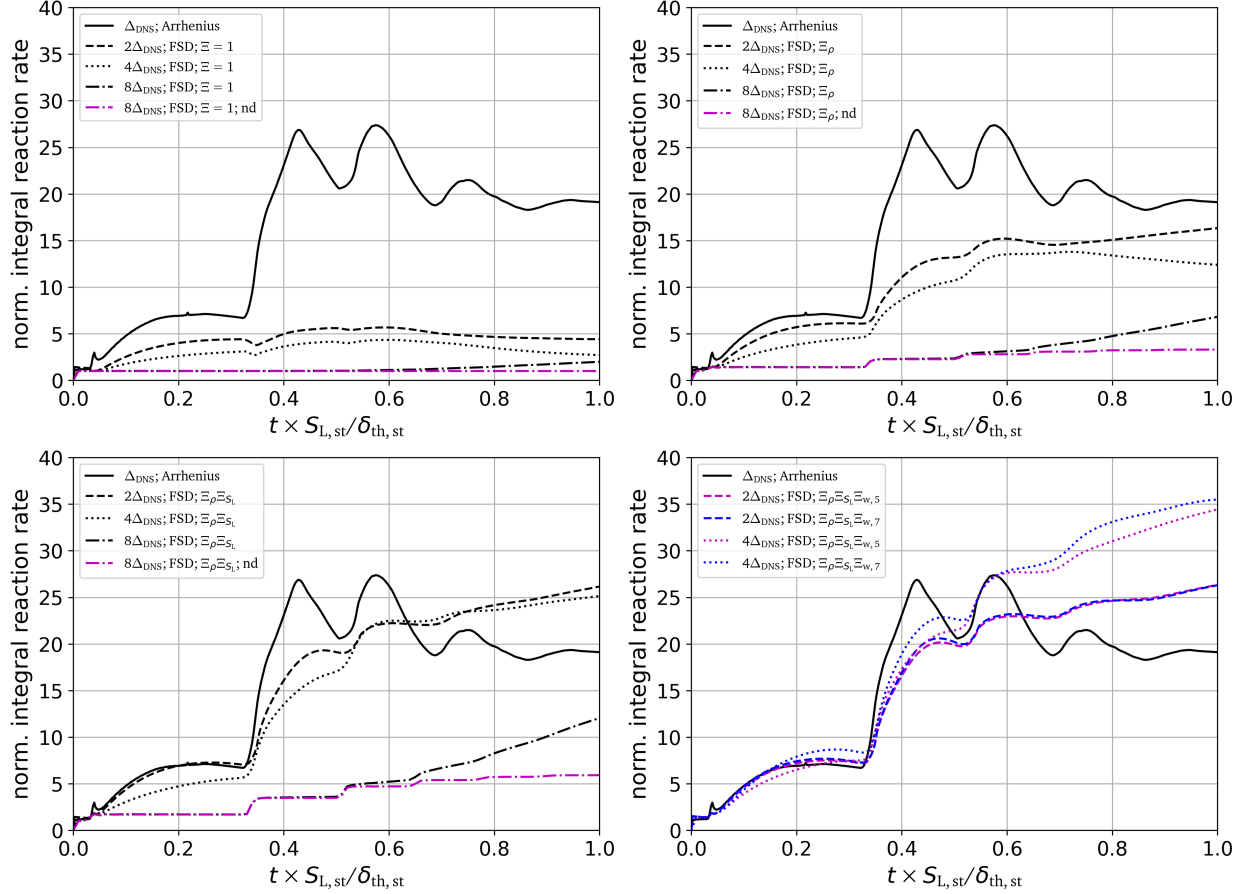 norm. integral reaction rate
40
35
30
25
20
15
10
5
0
Δ_DNS; Arrhenius
2Δ_DNS; FSD; Ξ = 1
4Δ_DNS; FSD; Ξ = 1
8Δ_DNS; FSD; Ξ = 1
8Δ_DNS; FSD; Ξ = 1; nd
0.0 0.2 0.4 0.6 0.8 1.0
t × S_L,st/δ_th,st
norm. integral reaction rate
40
35
30
25
20
15
10
5
0
Δ_DNS; Arrhenius
2Δ_DNS; FSD; Ξ_ρ
4Δ_DNS; FSD; Ξ_ρ
8Δ_DNS; FSD; Ξ_ρ
8Δ_DNS; FSD; Ξ_ρ; nd
0.0 0.2 0.4 0.6 0.8 1.0
t × S_L,st/δ_th,st
norm. integral reaction rate
40
35
30
25
20
15
10
5
0
Δ_DNS; Arrhenius
2Δ_DNS; FSD; Ξ_ρΞ_S_L
4Δ_DNS; FSD; Ξ_ρΞ_S_L
8Δ_DNS; FSD; Ξ_ρΞ_S_L
8Δ_DNS; FSD; Ξ_ρΞ_S_L; nd
0.0 0.2 0.4 0.6 0.8 1.0
t × S_L,st/δ_th,st
norm. integral reaction rate
40
35
30
25
20
15
10
5
0
Δ_DNS; Arrhenius
2Δ_DNS; FSD; Ξ_ρΞ_S_LΞ_w,5
2Δ_DNS; FSD; Ξ_ρΞ_S_LΞ_w,7
4Δ_DNS; FSD; Ξ_ρΞ_S_LΞ_w,5
4Δ_DNS; FSD; Ξ_ρΞ_S_LΞ_w,7
0.0 0.2 0.4 0.6 0.8 1.0
t × S_L,st/δ_th,st